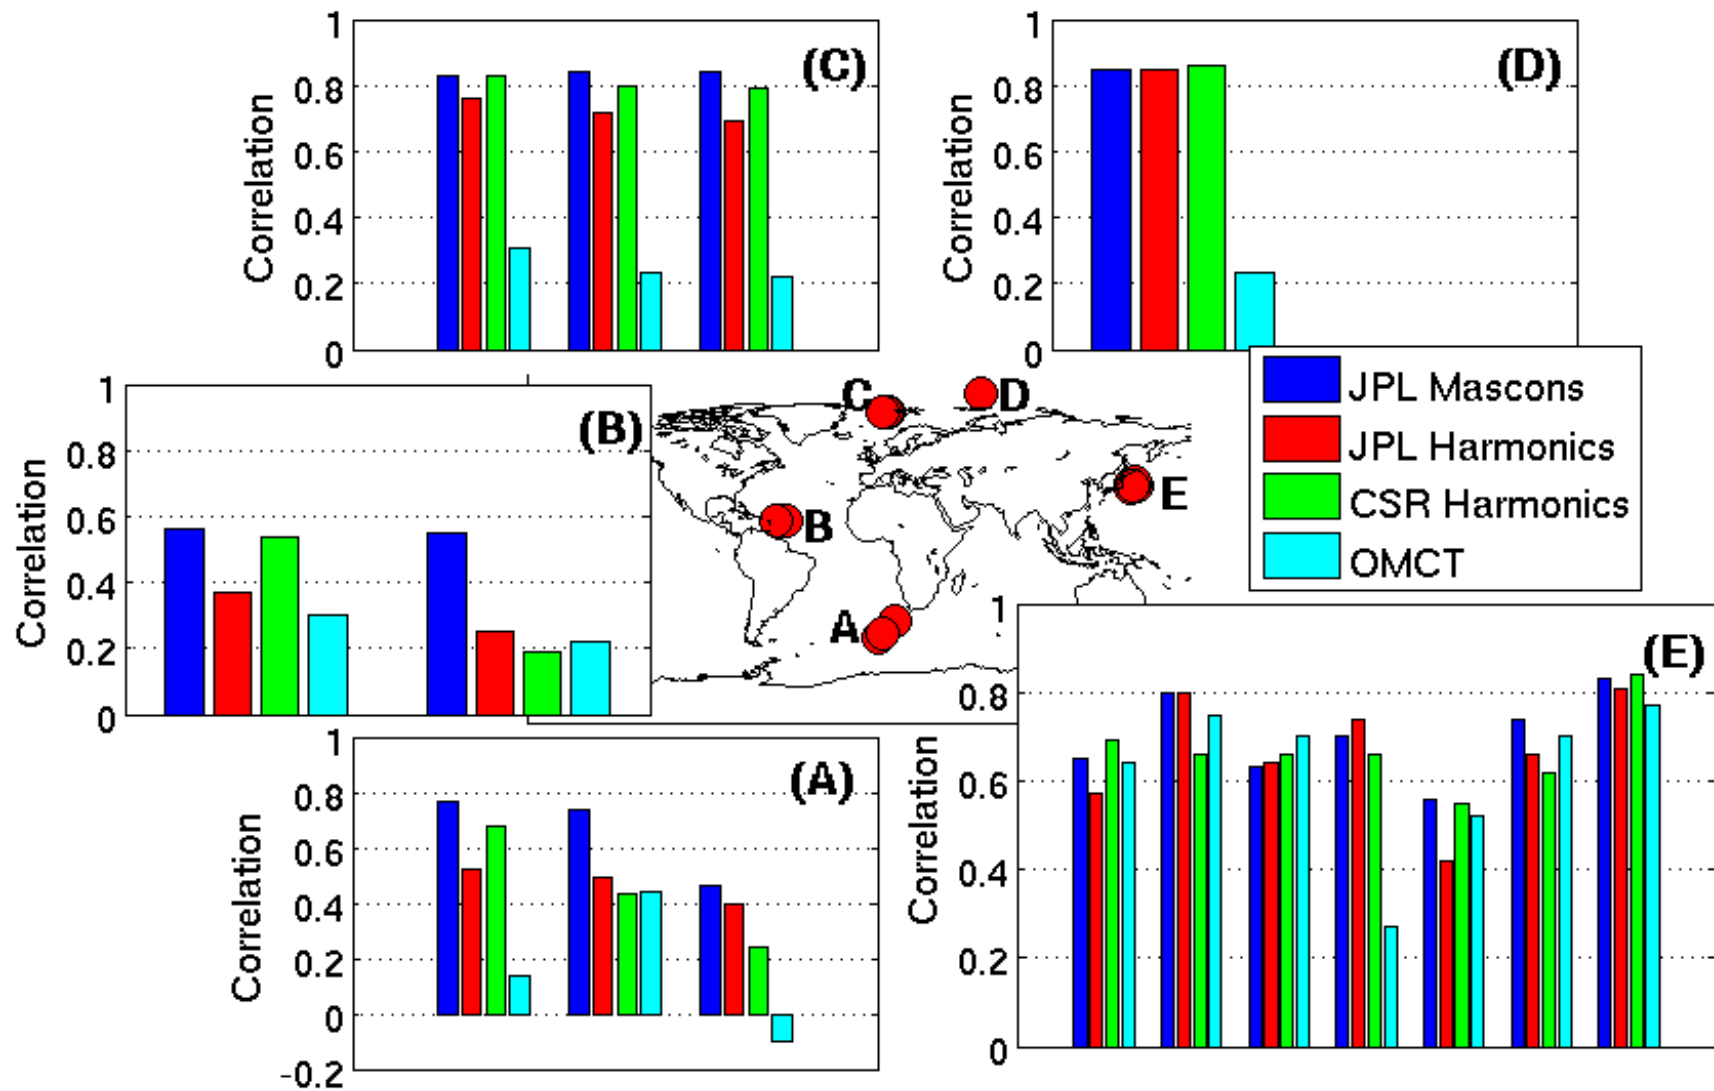 1
0.8
0.6
0.4
0.2
0
Correlation
(C)
1
0.8
0.6
0.4
0.2
0
Correlation
(D)
JPL Mascons
JPL Harmonics
CSR Harmonics
OMCT
1
0.8
0.6
0.4
0.2
0
Correlation
(B)
C
D
B
E
A
1
0.8
0.6
0.4
0.2
0
-0.2
Correlation
(A)
1
0.8
0.6
0.4
0.2
0
Correlation
(E)